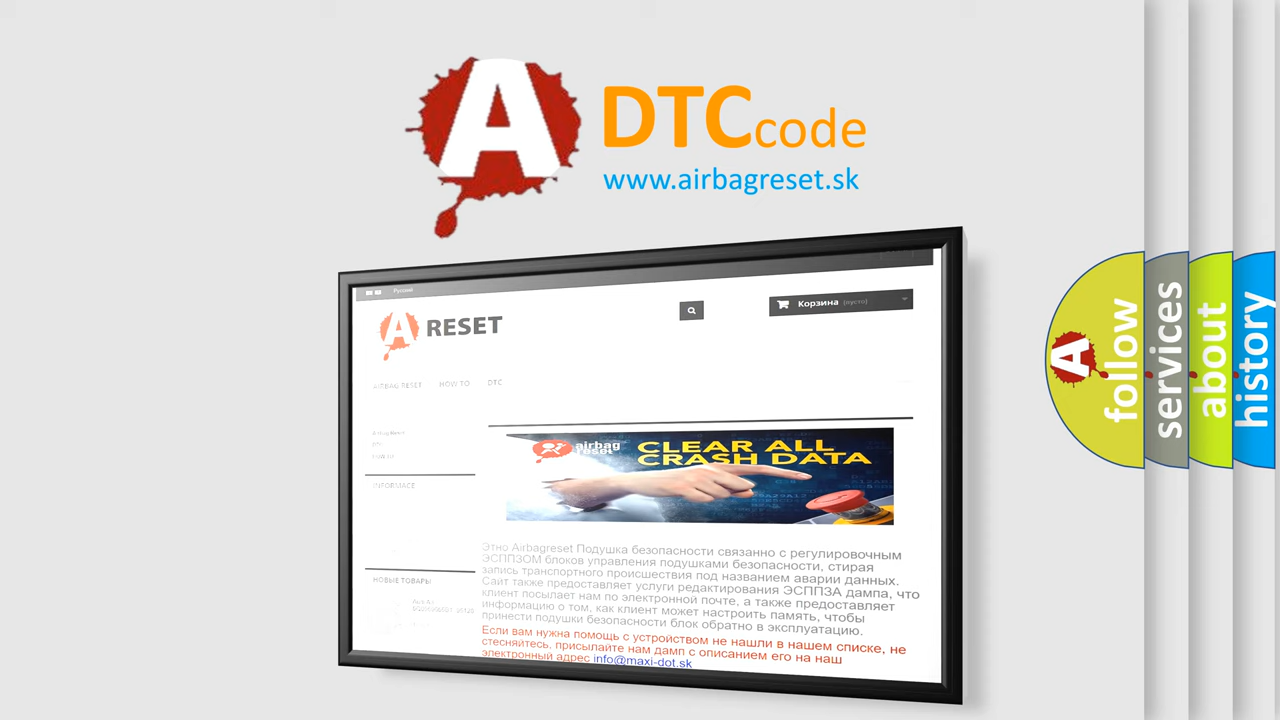 A
DTCcode
www.airbagreset.sk
Русский
A RESET
Корзина (пусто)
AIRBAG RESET HOW TO DTC
Airbag Reset
DTC
INFORMACE
airbag
reset
CLEAR ALL
CRASH DATA
Этно Airbagreset Подушка безопасности связанно с регулировочным
ЭСППЗОМ блоков управления подушками безопасности, стирая
запись транспортного происшествия под названием аварии данных.
Сайт также предоставляет услуги редактирования ЭСППЗА дампа, что
клиент посылает нам по электронной почте, а также предоставляет
информацию о том, как клиент может настроить память, чтобы
принести подушки безопасности блок обратно в эксплуатацию.
Если вам нужна помощь с устройством не нашли в нашем списке, не
стесняйтесь, присылайте нам дамп с описанием его на наш
электронный адрес info@maxi-dot.sk
НОВЫЕ ТОВАРЫ
A
follow
services
about
history